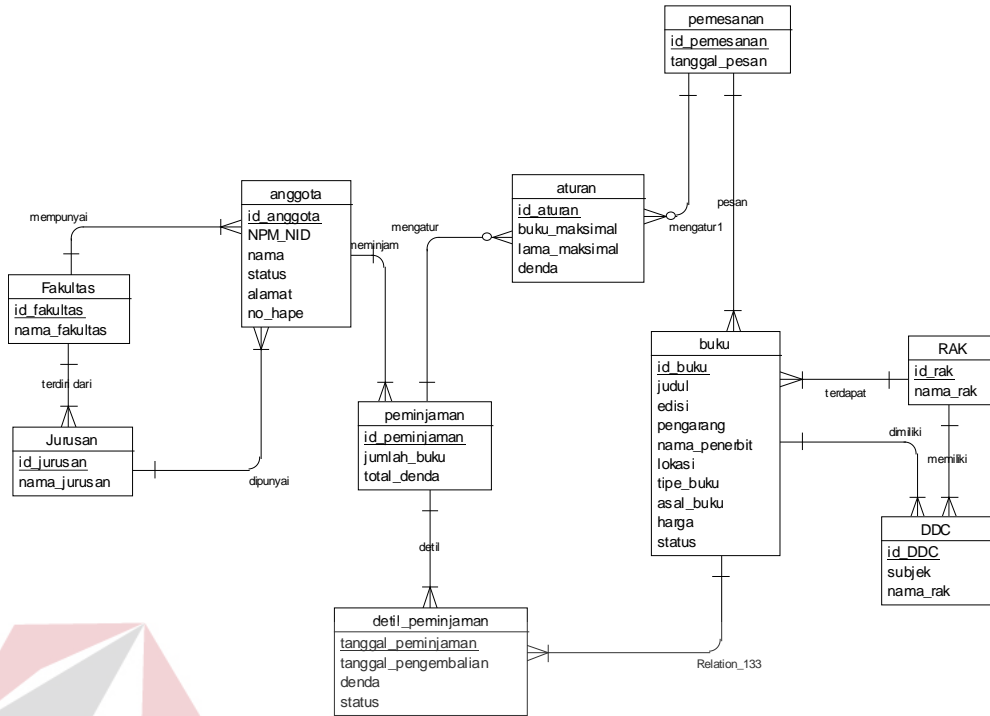 pemesanan
id_pemesanan
tanggal_pesan
anggota
id_anggota
NPM_NID
nama
status
alamat
no_hape
aturan
id_aturan
buku_maksimal
lama_maksimal
denda
pesan
mengatur1
mempunyai
mengatur
meminjam
Fakultas
id_fakultas
nama_fakultas
terdiri dari
Jurusan
id_jurusan
nama_jurusan
dipunyai
peminjaman
id_peminjaman
jumlah_buku
total_denda
buku
id_buku
judul
edisi
pengarang
nama_penerbit
lokasi
tipe_buku
asal_buku
harga
status
RAK
id_rak
nama_rak
terdapat
dimiliki
memiliki
DDC
id_DDC
subjek
nama_rak
detil
detil_peminjaman
tanggal_peminjaman
tanggal_pengembalian
denda
status
Relation_133